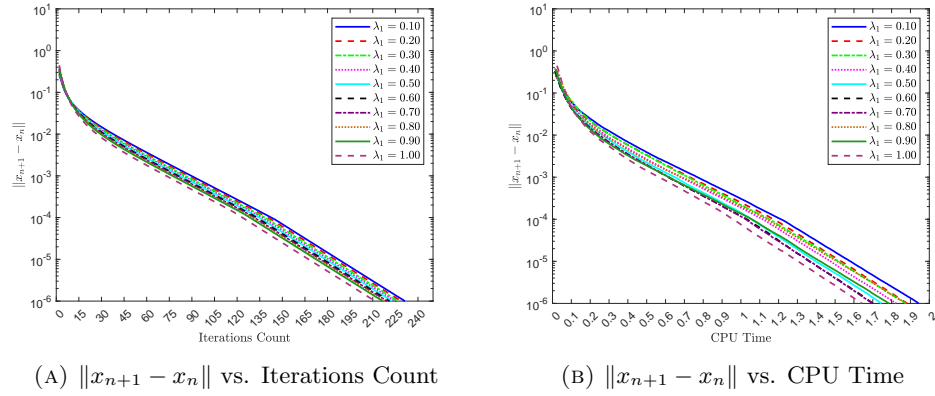 10^1
10^0
10^-1
10^-2
10^-3
10^-4
10^-5
10^-6
‖x_{n+1} − x_n‖
0 15 30 45 60 75 90 105 120 135 150 165 180 195 210 225 240
Iterations Count
λ_1 = 0.10
λ_1 = 0.20
λ_1 = 0.30
λ_1 = 0.40
λ_1 = 0.50
λ_1 = 0.60
λ_1 = 0.70
λ_1 = 0.80
λ_1 = 0.90
λ_1 = 1.00
(A) ‖x_{n+1} − x_n‖ vs. Iterations Count
10^1
10^0
10^-1
10^-2
10^-3
10^-4
10^-5
10^-6
‖x_{n+1} − x_n‖
0 0.1 0.2 0.3 0.4 0.5 0.6 0.7 0.8 0.9 1 1.1 1.2 1.3 1.4 1.5 1.6 1.7 1.8 1.9 2
CPU Time
λ_1 = 0.10
λ_1 = 0.20
λ_1 = 0.30
λ_1 = 0.40
λ_1 = 0.50
λ_1 = 0.60
λ_1 = 0.70
λ_1 = 0.80
λ_1 = 0.90
λ_1 = 1.00
(B) ‖x_{n+1} − x_n‖ vs. CPU Time